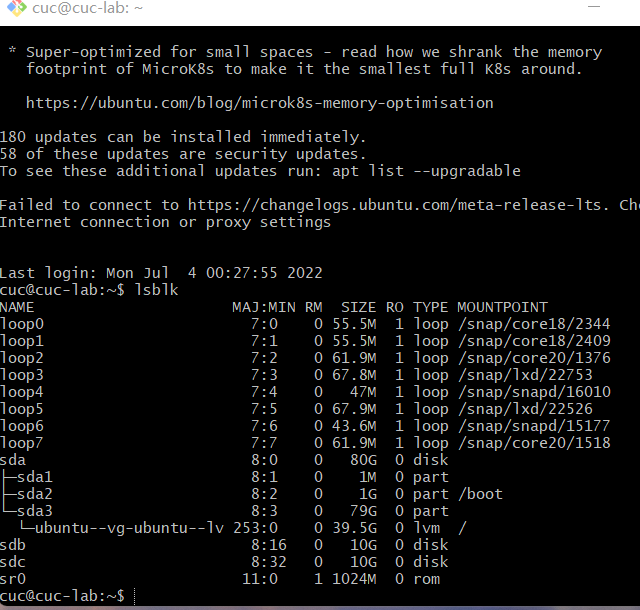 cuc@cuc-lab: ~
* Super-optimized for small spaces - read how we shrank the memory
footprint of MicroK8s to make it the smallest full K8s around.
https://ubuntu.com/blog/microk8s-memory-optimisation
180 updates can be installed immediately.
58 of these updates are security updates.
To see these additional updates run: apt list --upgradable
Failed to connect to https://changelogs.ubuntu.com/meta-release-lts. Che
Internet connection or proxy settings
Last login: Mon Jul  4 00:27:55 2022
cuc@cuc-lab:~$ lsblk
NAME                      MAJ:MIN RM  SIZE RO TYPE MOUNTPOINT
loop0                       7:0    0 55.5M  1 loop /snap/core18/2344
loop1                       7:1    0 55.5M  1 loop /snap/core18/2409
loop2                       7:2    0 61.9M  1 loop /snap/core20/1376
loop3                       7:3    0 67.8M  1 loop /snap/lxd/22753
loop4                       7:4    0   47M  1 loop /snap/snapd/16010
loop5                       7:5    0 67.9M  1 loop /snap/lxd/22526
loop6                       7:6    0 43.6M  1 loop /snap/snapd/15177
loop7                       7:7    0 61.9M  1 loop /snap/core20/1518
sda                         8:0    0   80G  0 disk
├─sda1                      8:1    0    1M  0 part
├─sda2                      8:2    0    1G  0 part /boot
└─sda3                      8:3    0   79G  0 part
  └─ubuntu--vg-ubuntu--lv 253:0    0 39.5G  0 lvm  /
sdb                         8:16   0   10G  0 disk
sdc                         8:32   0   10G  0 disk
sr0                        11:0    1 1024M  0 rom
cuc@cuc-lab:~$